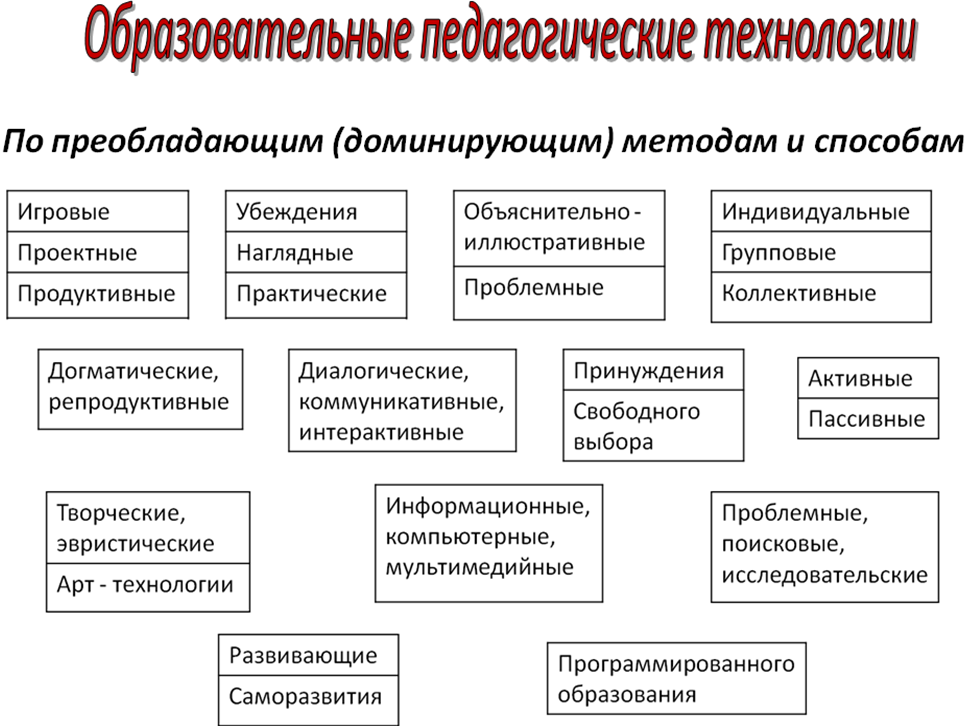 Образовательные педагогические технологии
По преобладающим (доминирующим) методам и способам
Игровые
Проектные
Продуктивные
Убеждения
Наглядные
Практические
Объяснительно -
иллюстративные
Проблемные
Индивидуальные
Групповые
Коллективные
Догматические,
репродуктивные
Диалогические,
коммуникативные,
интерактивные
Принуждения
Свободного
выбора
Активные
Пассивные
Творческие,
эвристические
Арт - технологии
Информационные,
компьютерные,
мультимедийные
Проблемные,
поисковые,
исследовательские
Развивающие
Саморазвития
Программированного
образования